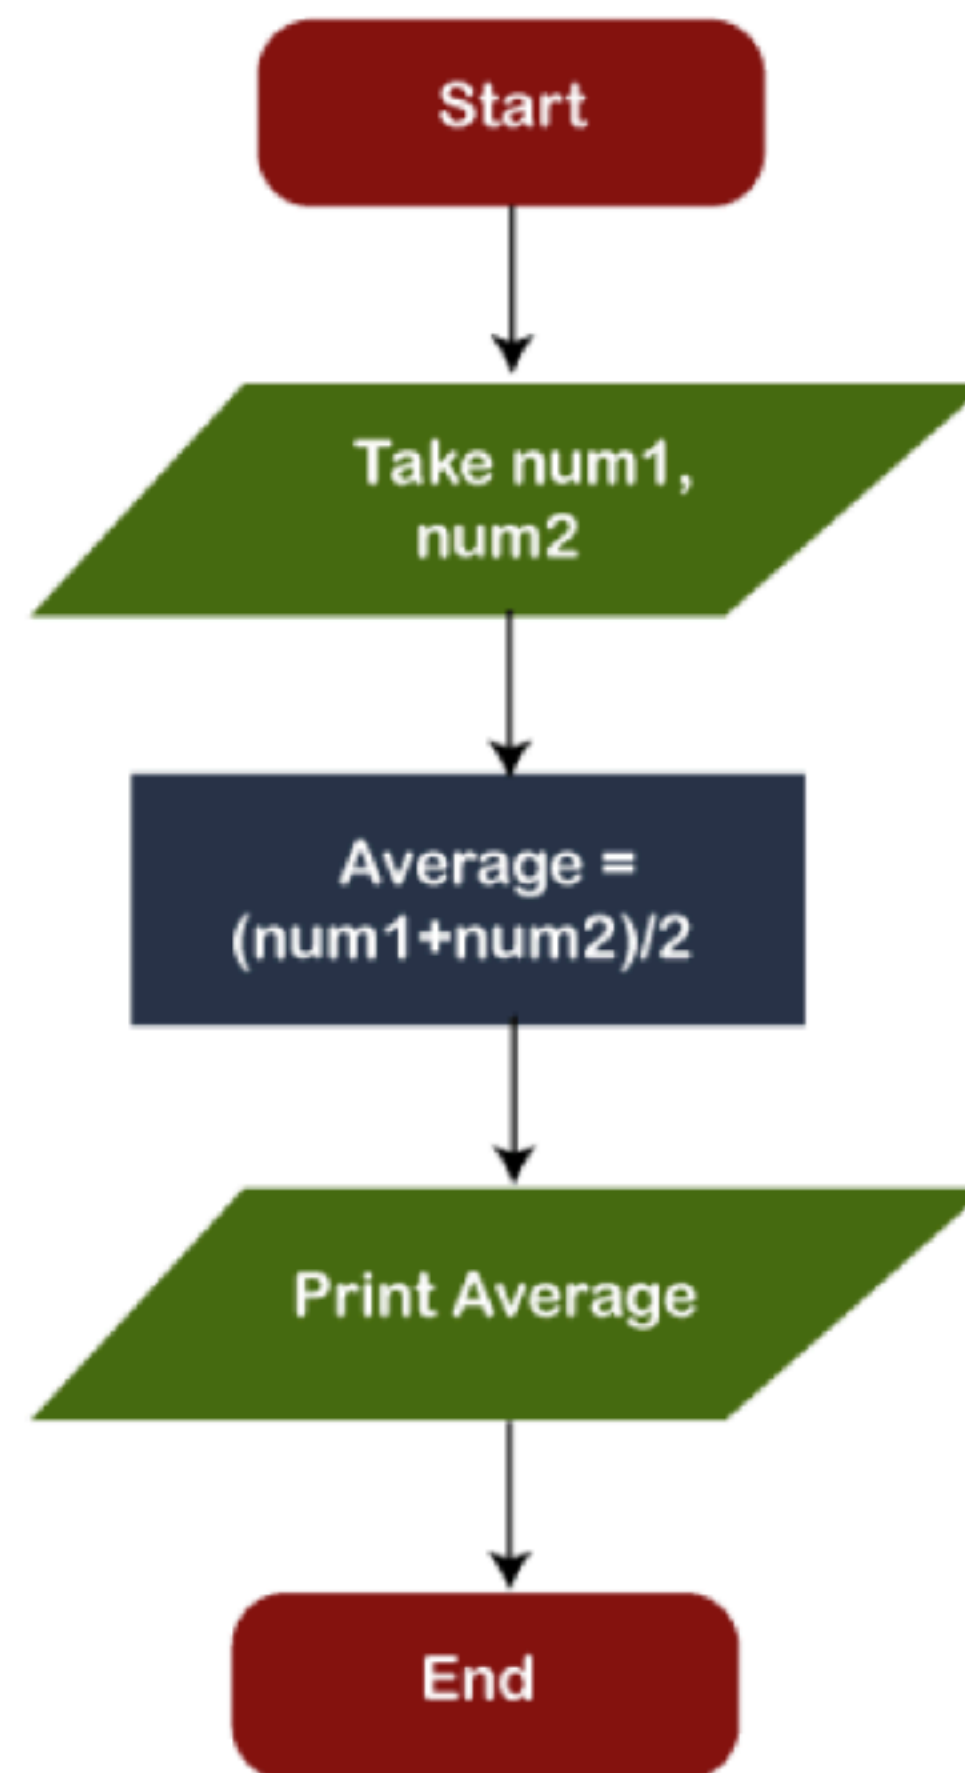 Start
Take num1,
num2
Average =
(num1+num2)/2
Print Average
End